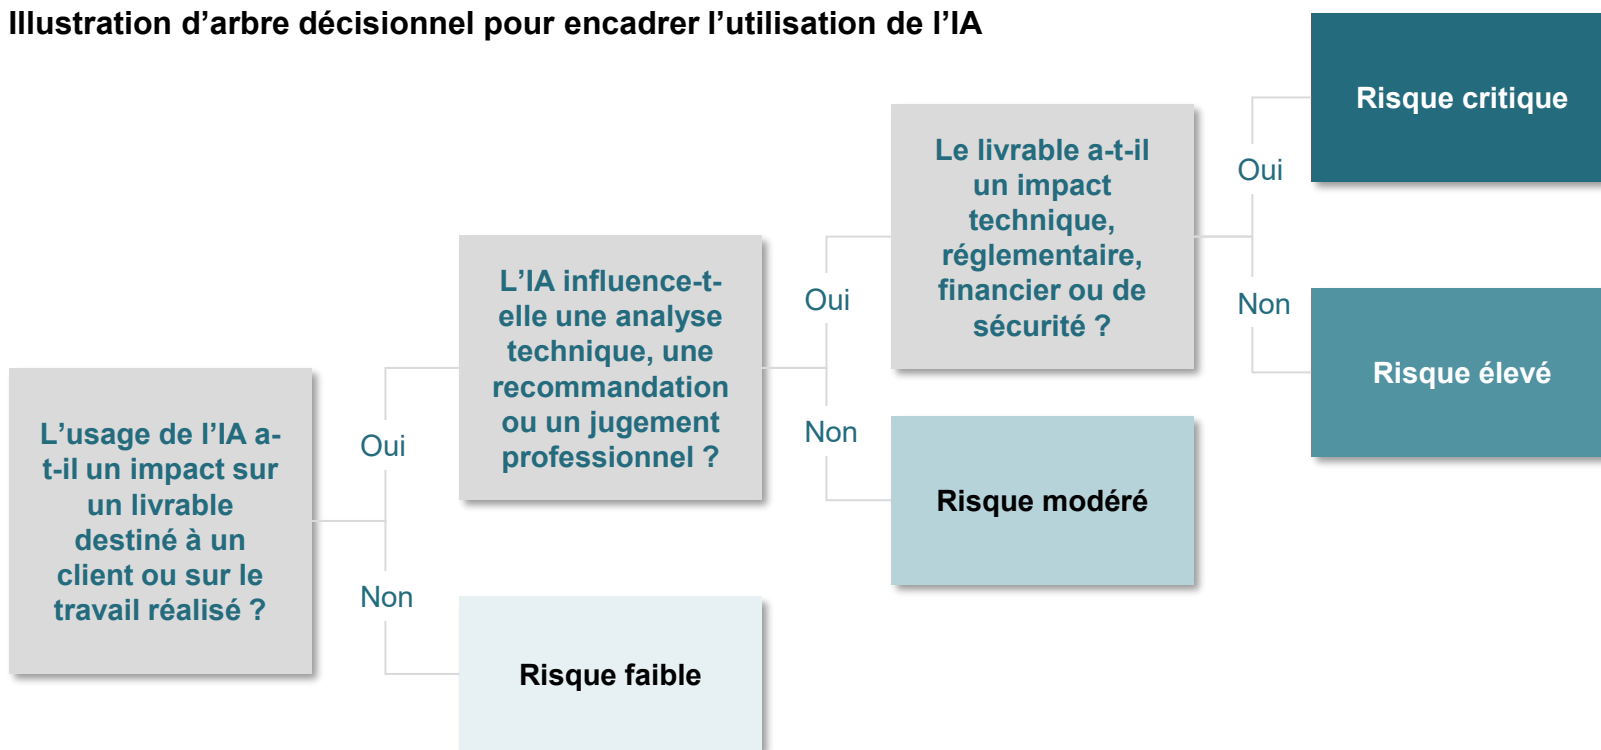 Illustration d’arbre décisionnel pour encadrer l’utilisation de l’IA
L’usage de l’IA a-
t-il un impact sur
un livrable
destiné à un
client ou sur le
travail réalisé ?
Oui
Non
Risque faible
L’IA influence-t-
elle une analyse
technique, une
recommandation
ou un jugement
professionnel ?
Oui
Non
Risque modéré
Le livrable a-t-il
un impact
technique,
réglementaire,
financier ou de
sécurité ?
Oui
Non
Risque critique
Risque élevé